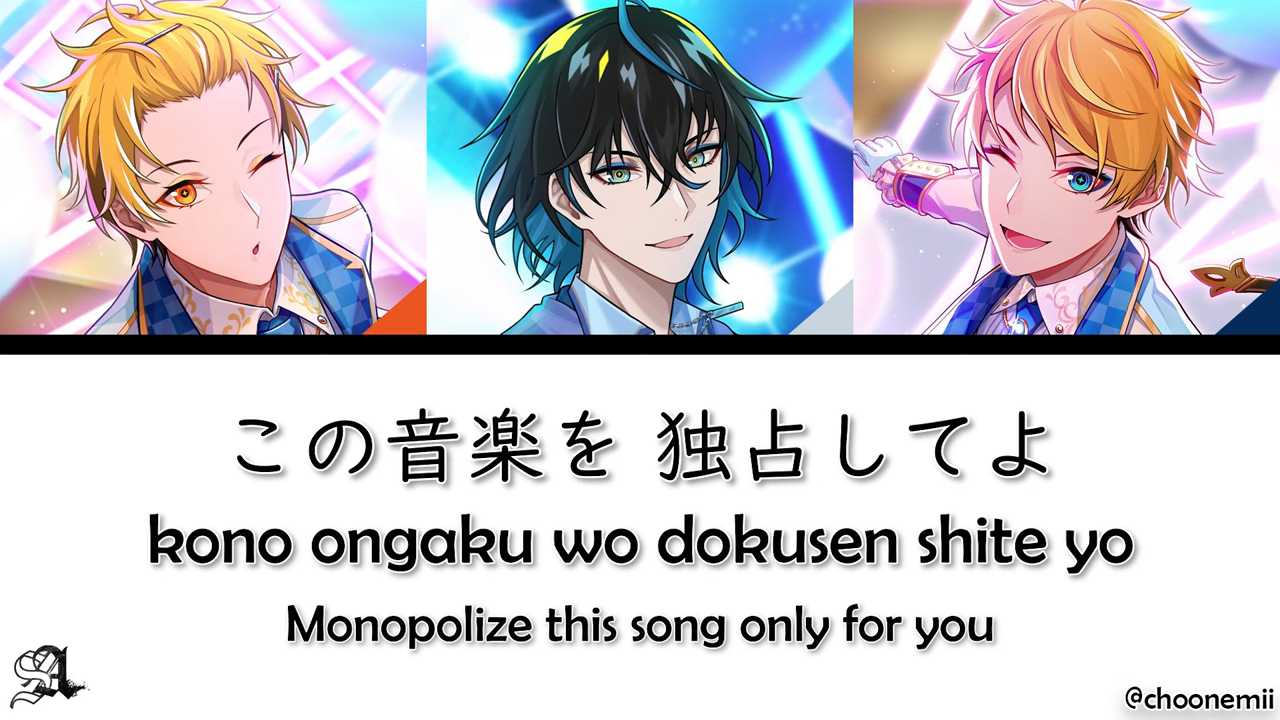 この音楽を 独占してよ
kono ongaku wo dokusen shite yo
Monopolize this song only for you
@choonemii